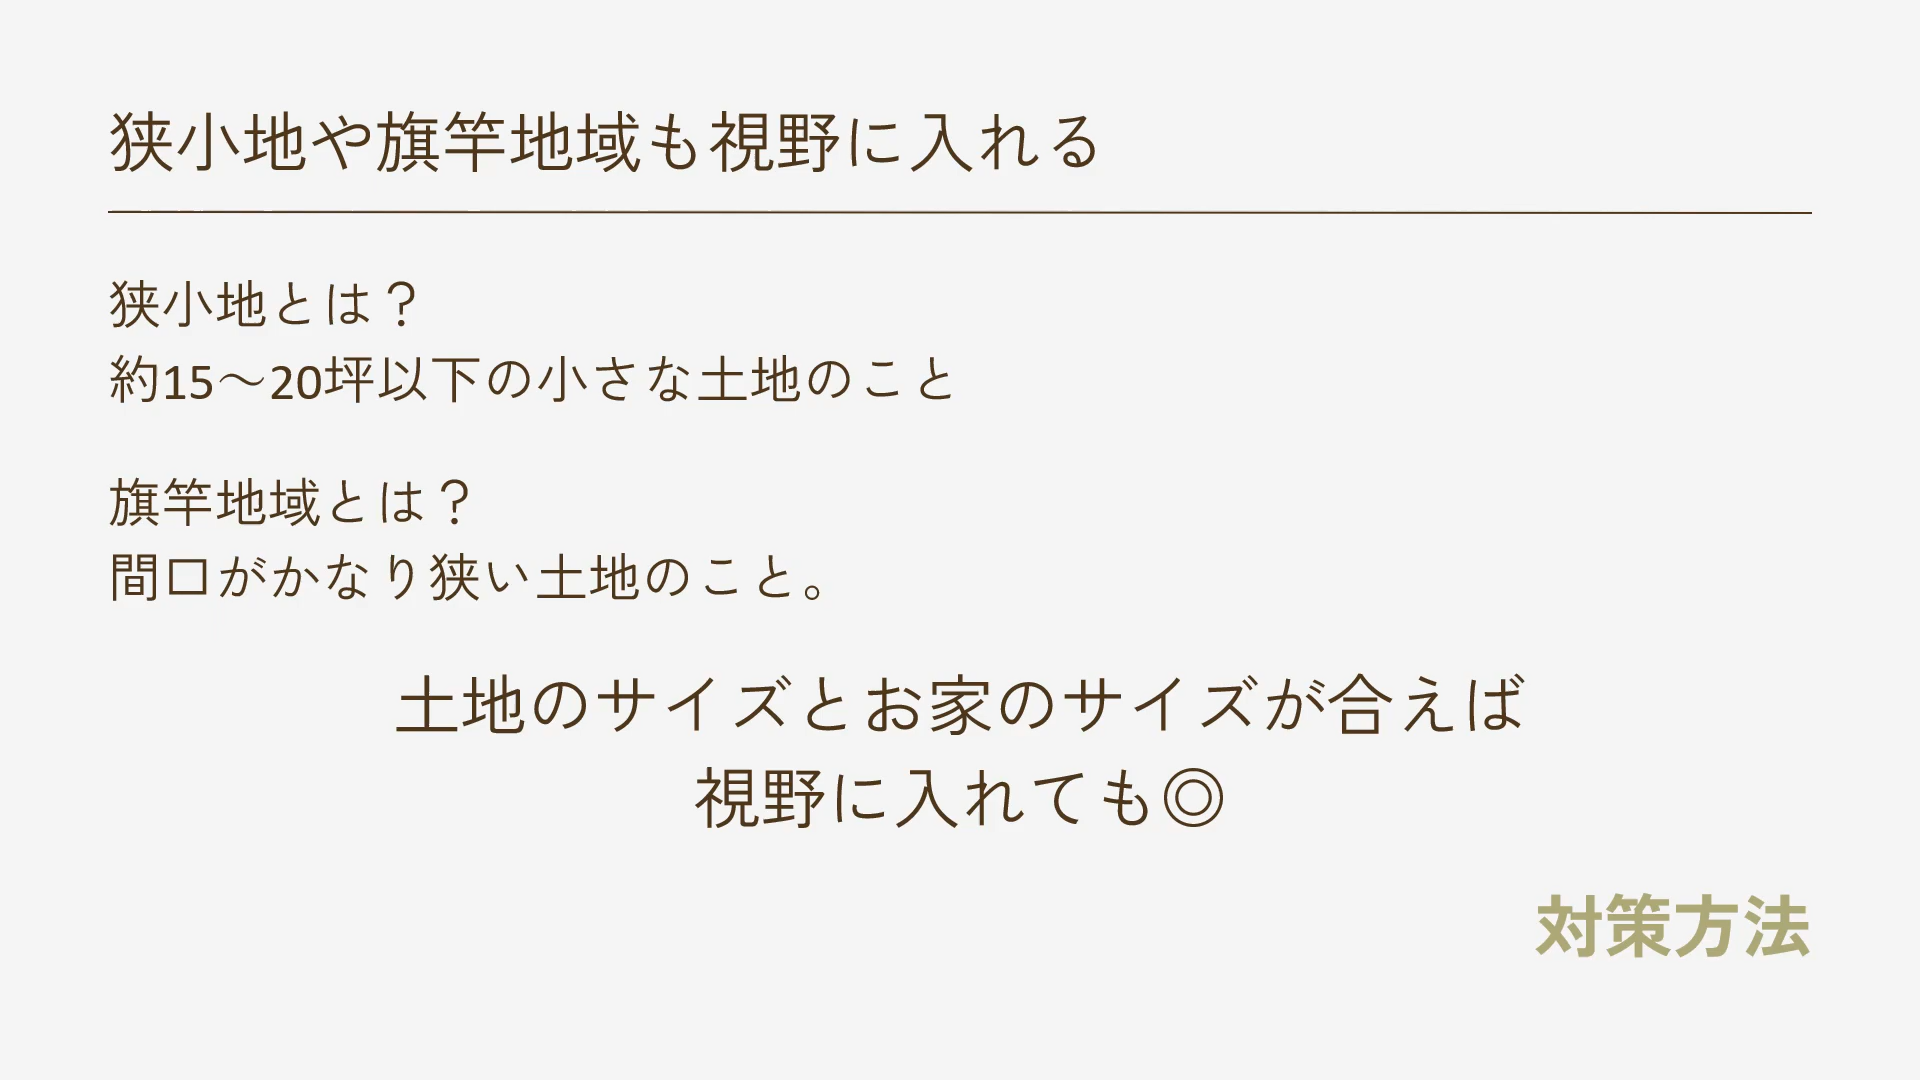 狭小地や旗竿地域も視野に入れる
狭小地とは？
約15〜20坪以下の小さな土地のこと
旗竿地域とは？
間口がかなり狭い土地のこと。
土地のサイズとお家のサイズが合えば
視野に入れても◎
対策方法